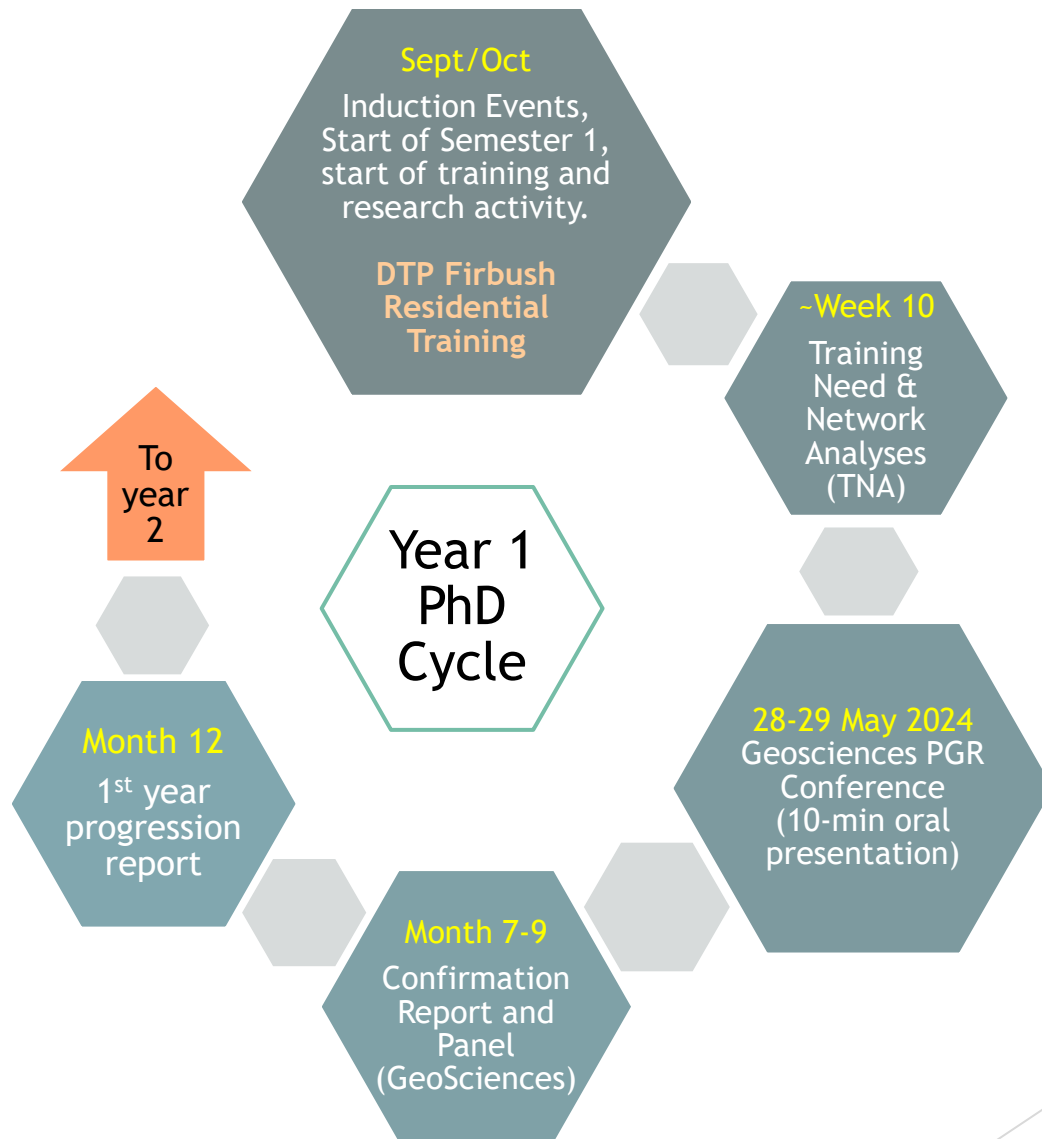 Sept/Oct
Induction Events,
Start of Semester 1,
start of training and
research activity.
DTP Firbush
Residential
Training
~Week 10
Training
Need &
Network
Analyses
(TNA)
28-29 May 2024
Geosciences PGR
Conference
(10-min oral
presentation)
Month 7-9
Confirmation
Report and
Panel
(GeoSciences)
Month 12
1st year
progression
report
To
year
2
Year 1
PhD
Cycle